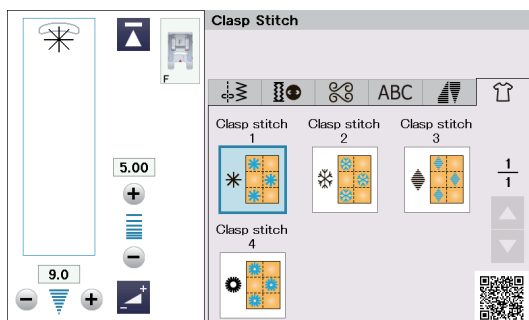 Clasp Stitch
F
ABC
Clasp stitch
1
Clasp stitch
2
Clasp stitch
3
5.00
1
1
Clasp stitch
4
9.0